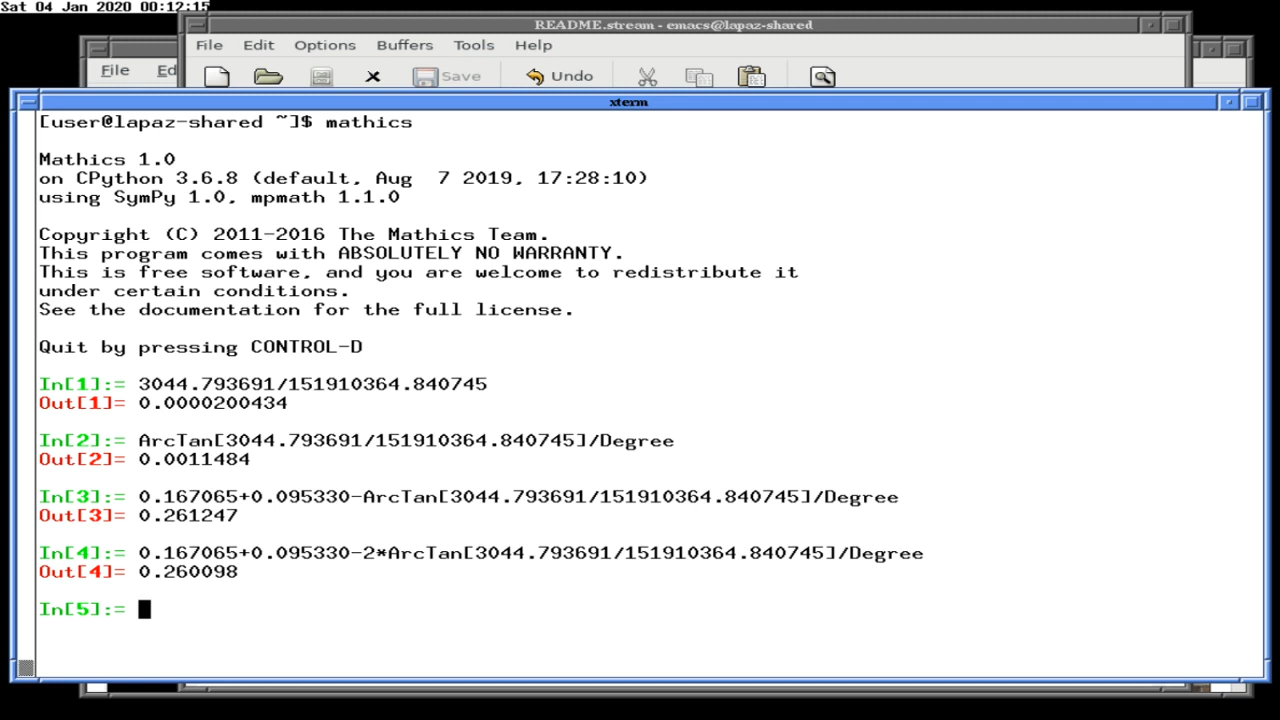 Sat 04 Jan 2020 00:12:15
README.stream - emacs@lapaz-shared
File Edit Options Buffers Tools Help
File Ed
Save Undo
xterm
[user@lapaz-shared ~]$ mathics
Mathics 1.0
on CPython 3.6.8 (default, Aug  7 2019, 17:28:10)
using SymPy 1.0, mpmath 1.1.0
Copyright (C) 2011-2016 The Mathics Team.
This program comes with ABSOLUTELY NO WARRANTY.
This is free software, and you are welcome to redistribute it
under certain conditions.
See the documentation for the full license.
Quit by pressing CONTROL-D
In[1]:= 3044.793691/151910364.840745
Out[1]= 0.0000200434
In[2]:= ArcTan[3044.793691/151910364.840745]/Degree
Out[2]= 0.0011484
In[3]:= 0.167065+0.095330-ArcTan[3044.793691/151910364.840745]/Degree
Out[3]= 0.261247
In[4]:= 0.167065+0.095330-2*ArcTan[3044.793691/151910364.840745]/Degree
Out[4]= 0.260098
In[5]:=